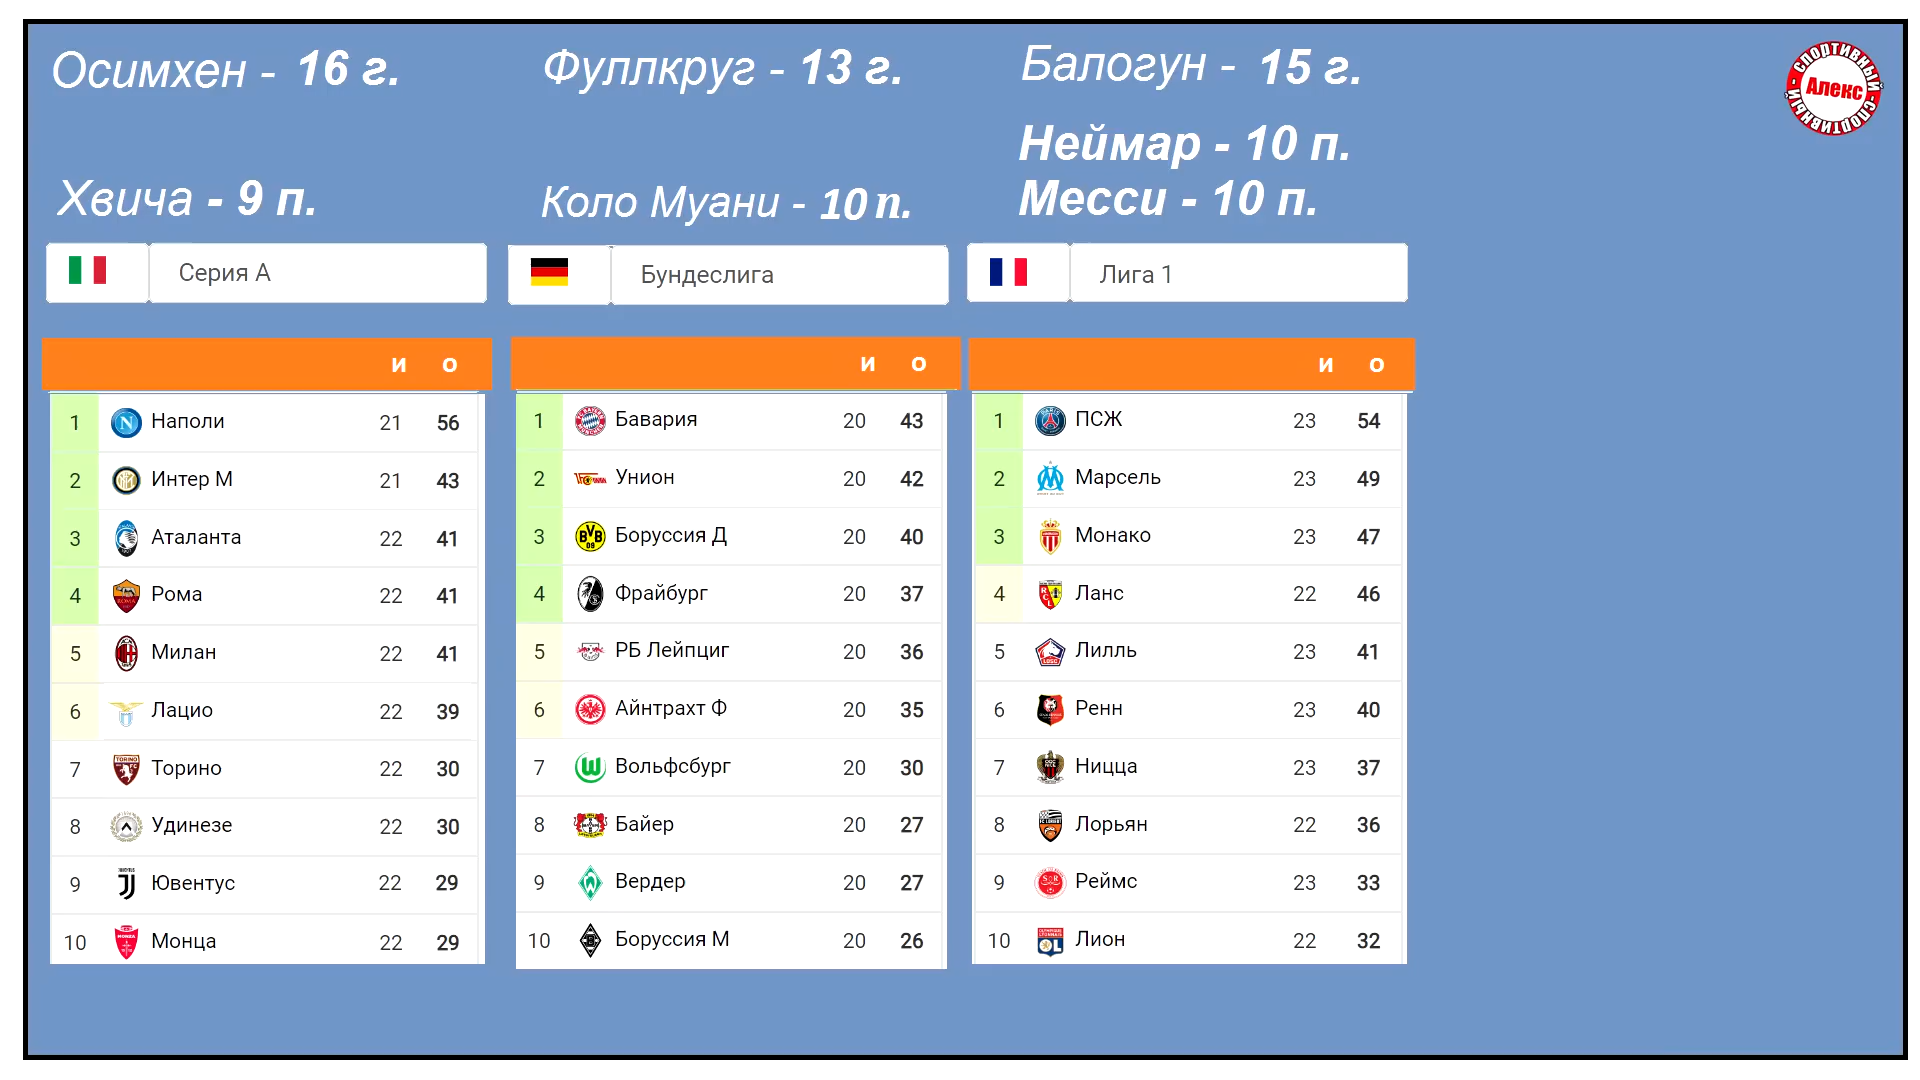 Осимхен - 16 г.
Хвича - 9 п.
Серия А
И О
1 Наполи 21 56
2 Интер М 21 43
3 Аталанта 22 41
4 Рома 22 41
5 Милан 22 41
6 Лацио 22 39
7 Торино 22 30
8 Удинезе 22 30
9 Ювентус 22 29
10 Монца 22 29
Фуллкруг - 13 г.
Коло Муани - 10 п.
Бундеслига
И О
1 Бавария 20 43
2 Унион 20 42
3 Боруссия Д 20 40
4 Фрайбург 20 37
5 РБ Лейпциг 20 36
6 Айнтрахт Ф 20 35
7 Вольфсбург 20 30
8 Байер 20 27
9 Вердер 20 27
10 Боруссия М 20 26
Балогун - 15 г.
Неймар - 10 п.
Месси - 10 п.
Лига 1
И О
1 ПСЖ 23 54
2 Марсель 23 49
3 Монако 23 47
4 Ланс 22 46
5 Лилль 23 41
6 Ренн 23 40
7 Ницца 23 37
8 Лорьян 22 36
9 Реймс 23 33
10 Лион 22 32
СПОРТИВНЫЙ
Алекс
СПОРТИВНЫЙ